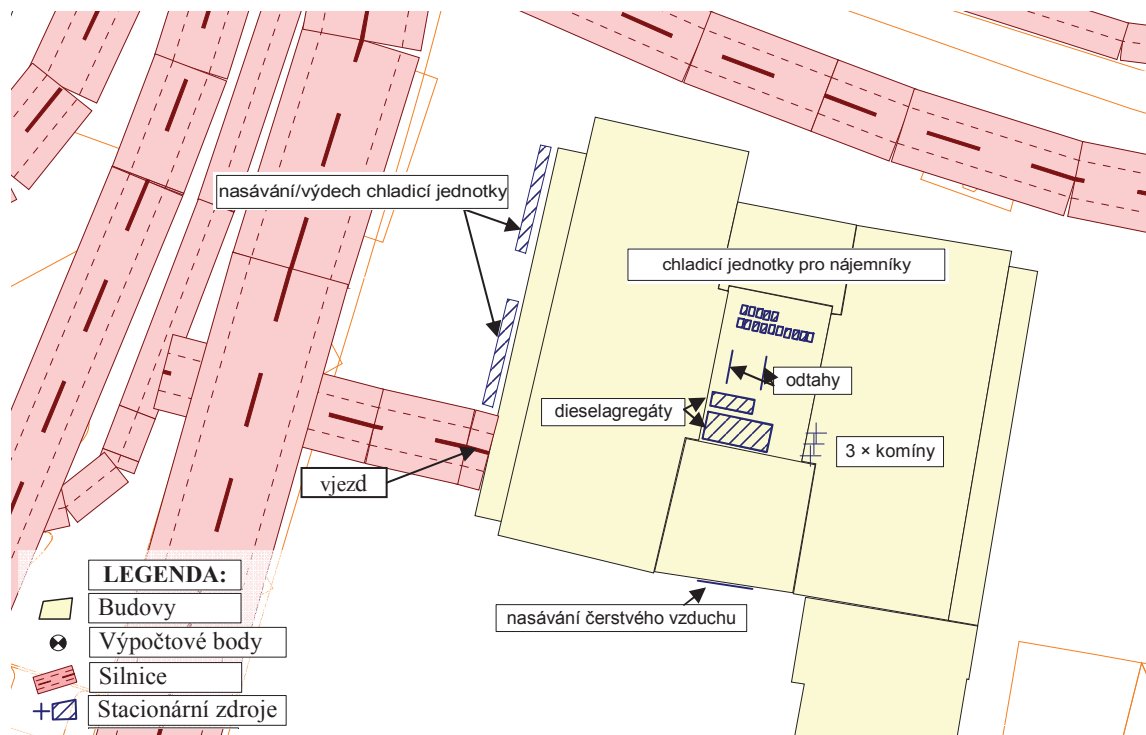 nasávání/výdech chladicí jednotky
chladicí jednotky pro nájemníky
odtahy
dieselagregáty
3 × komíny
vjezd
nasávání čerstvého vzduchu
LEGENDA:
Budovy
Výpočtové body
Silnice
Stacionární zdroje